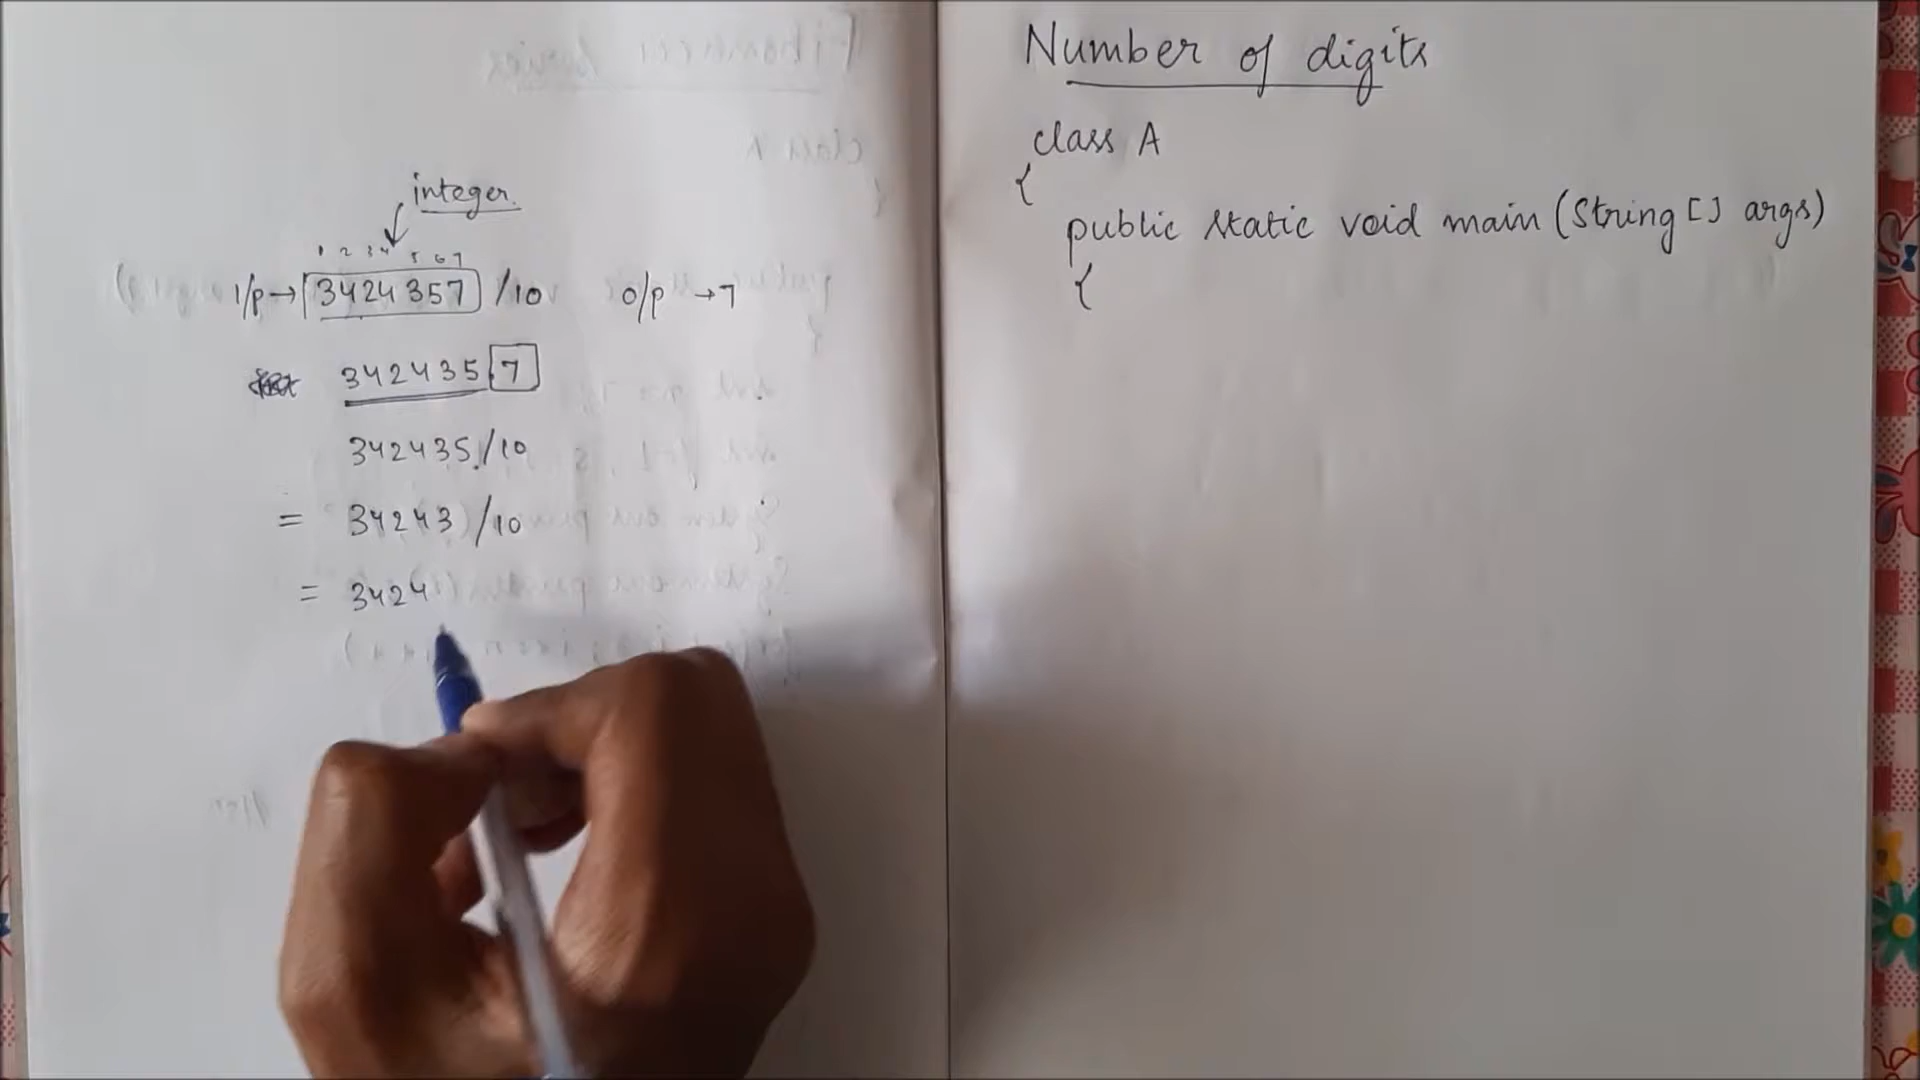 integer.
1 2 3 4 5 6 7
1/p → 3424357 /10 O/p → 7
342435.7
342435./10
= 34243 /10
= 3424
Number of digits
class A
{
public static void main (String [] args)
{